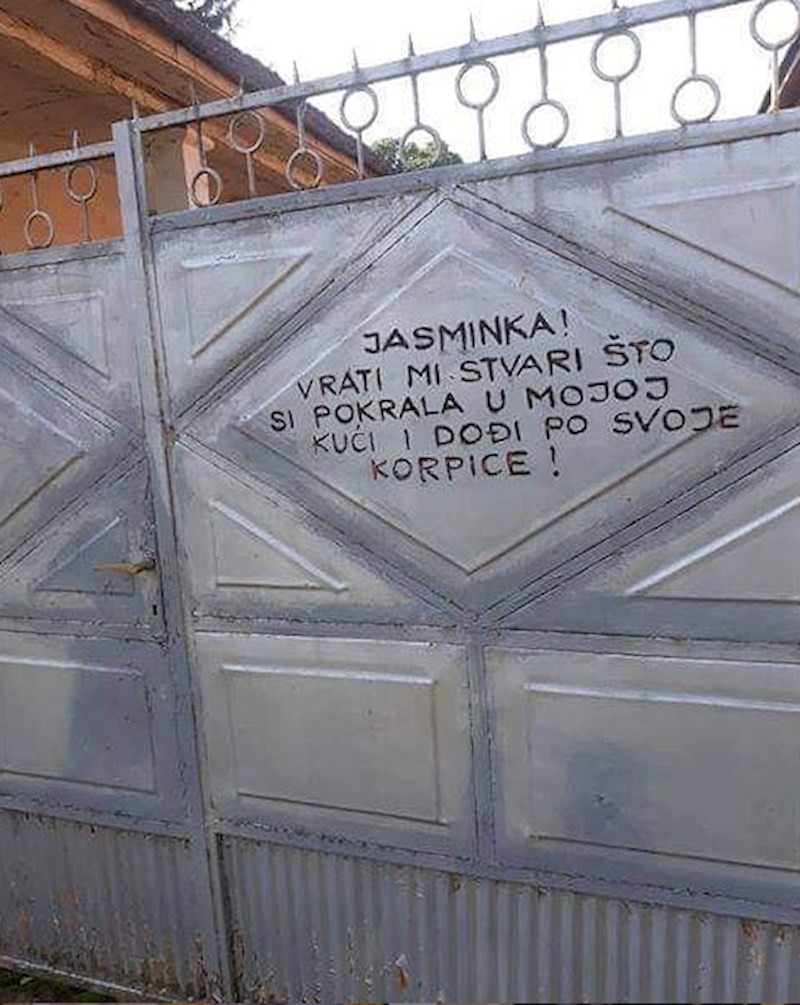 JASMINKA!
VRATI MI STVARI ŠTO
SI POKRALA U MOJOJ
KUĆI I DOĐI PO SVOJE
KORPICE!